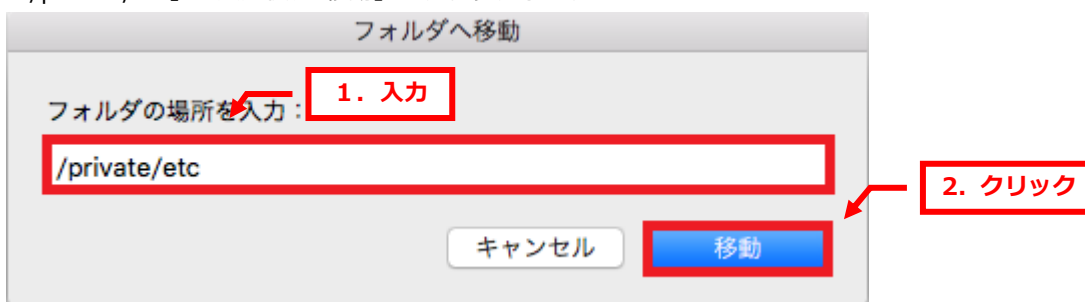 フォルダへ移動
1. 入力
フォルダの場所を入力：
/private/etc
2. クリック
キャンセル
移動